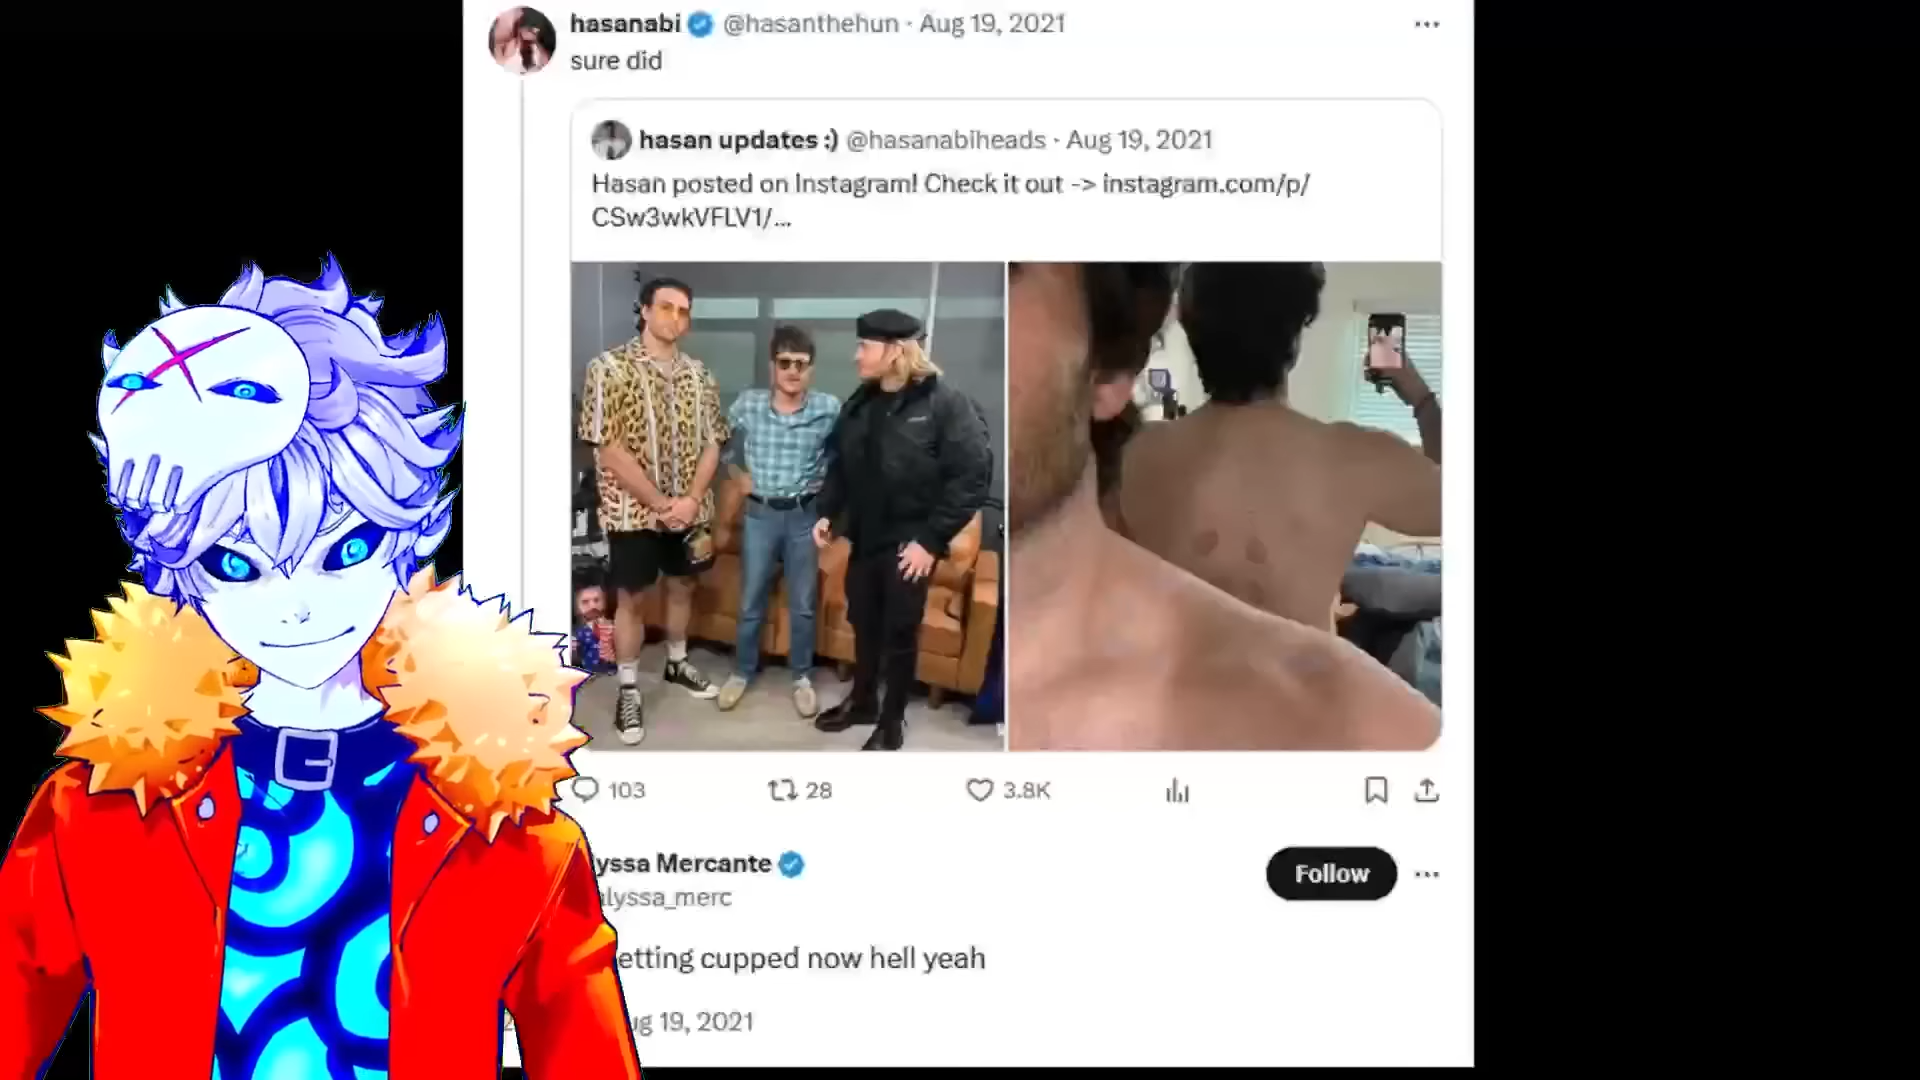 hasanabi @hasanthehun · Aug 19, 2021
sure did
hasan updates :) @hasanabiheads · Aug 19, 2021
Hasan posted on Instagram! Check it out -> instagram.com/p/
CSw3wkVFLV1/...
103 28 3.8K
lyssa Mercante
Follow
alyssa_merc
etting cupped now hell yeah
ug 19, 2021